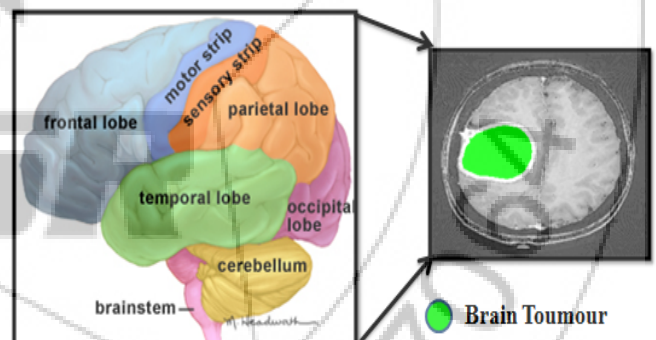 motor strip
sensory strip
frontal lobe
parietal lobe
temporal lobe
occipital
lobe
cerebellum
brainstem
Brain Toumour